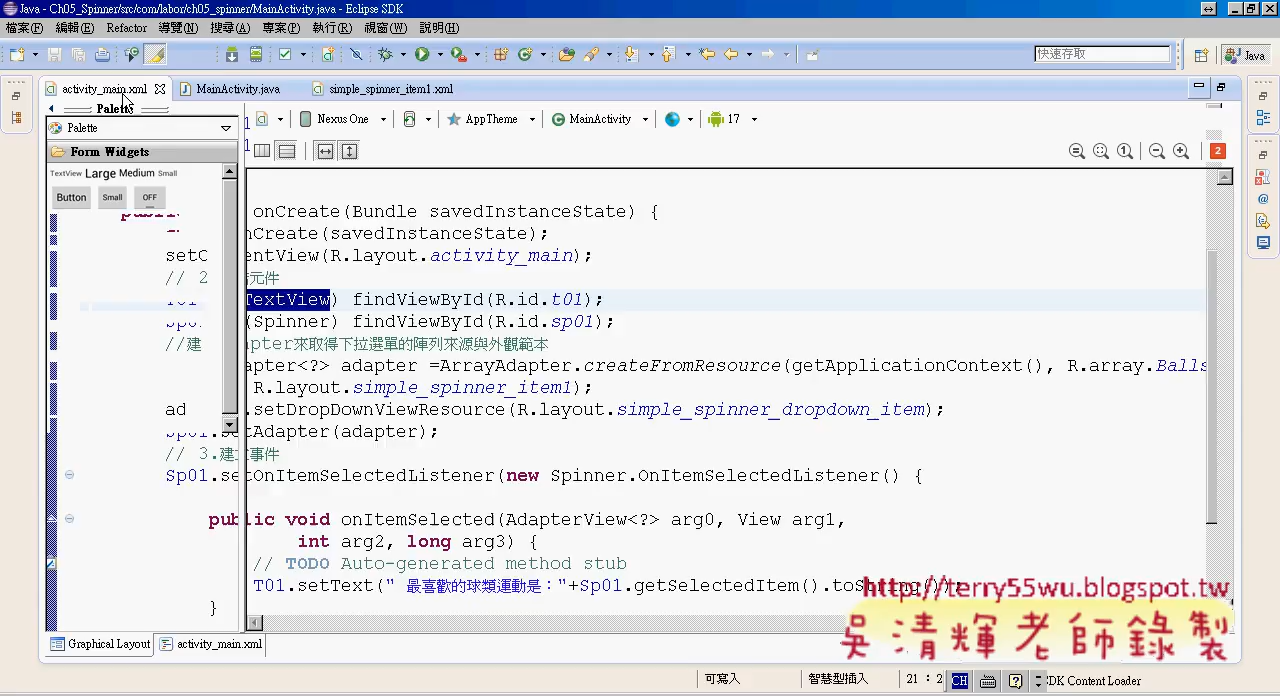 Java - Ch05_Spinner/src/com/labor/ch05_spinner/MainActivity.java - Eclipse SDK
檔案(F) 編輯(E) Refactor 導覽(N) 搜尋(A) 專案(P) 執行(R) 視窗(W) 說明(H)
快速存取 Java
activity_main.xml MainActivity.java simple_spinner_item1.xml
Palette
Palette
Nexus One AppTheme MainActivity 17
Form Widgets
TextView Large Medium Small
Button Small OFF
2
onCreate(Bundle savedInstanceState) {
onCreate(savedInstanceState);
setC entView(R.layout.activity_main);
// 2 元件
TextView) findViewById(R.id.t01);
(Spinner) findViewById(R.id.sp01);
//建 apter來取得下拉選單的陣列來源與外觀範本
apter<?> adapter =ArrayAdapter.createFromResource(getApplicationContext(), R.array.Balls
R.layout.simple_spinner_item1);
ad .setDropDownViewResource(R.layout.simple_spinner_dropdown_item);
Adapter(adapter);
// 3.建 事件
Sp01.setOnItemSelectedListener(new Spinner.OnItemSelectedListener() {
public void onItemSelected(AdapterView<?> arg0, View arg1,
int arg2, long arg3) {
// TODO Auto-generated method stub
T01.setText(" 最喜歡的球類運動是："+Sp01.getSelectedItem().toString());
}
http://terry55wu.blogspot.tw
吳清輝老師錄製
Graphical Layout activity_main.xml
可寫入 智慧型插入 21 : 2 CH DK Content Loader